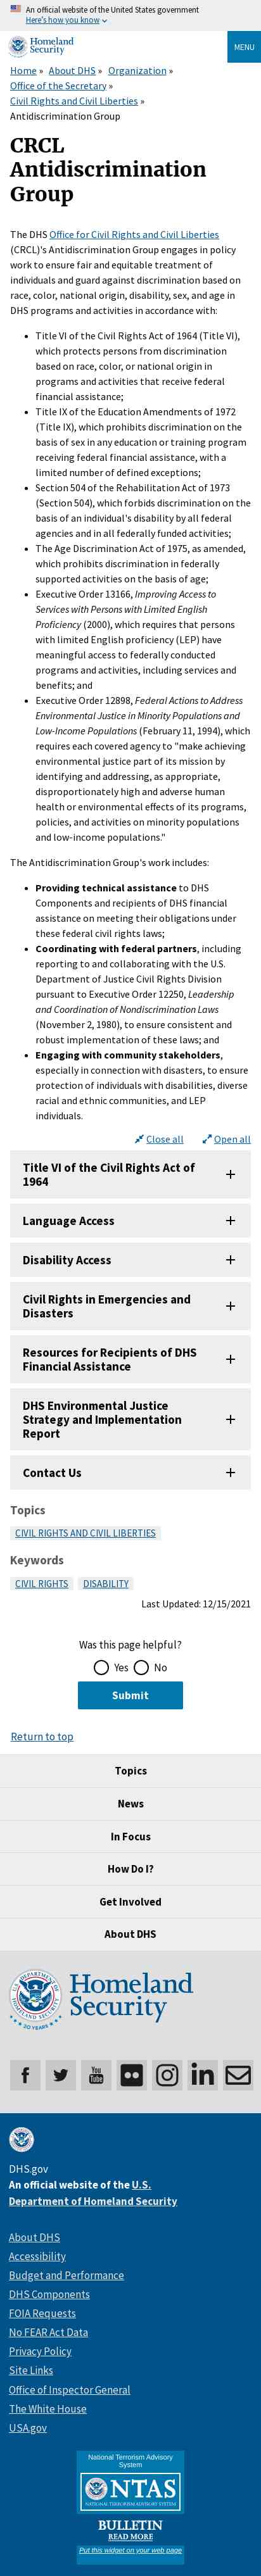 An official website of the United States government
Here's how you know
Homeland
Security
MENU
Home » About DHS » Organization »
Office of the Secretary »
Civil Rights and Civil Liberties »
Antidiscrimination Group
CRCL
Antidiscrimination
Group
The DHS Office for Civil Rights and Civil Liberties
(CRCL)'s Antidiscrimination Group engages in policy
work to ensure fair and equitable treatment of
individuals and guard against discrimination based on
race, color, national origin, disability, sex, and age in
DHS programs and activities in accordance with:
• Title VI of the Civil Rights Act of 1964 (Title VI),
which protects persons from discrimination
based on race, color, or national origin in
programs and activities that receive federal
financial assistance;
• Title IX of the Education Amendments of 1972
(Title IX), which prohibits discrimination on the
basis of sex in any education or training program
receiving federal financial assistance, with a
limited number of defined exceptions;
• Section 504 of the Rehabilitation Act of 1973
(Section 504), which forbids discrimination on the
basis of an individual's disability by all federal
agencies and in all federally funded activities;
• The Age Discrimination Act of 1975, as amended,
which prohibits discrimination in federally
supported activities on the basis of age;
• Executive Order 13166, Improving Access to
Services with Persons with Limited English
Proficiency (2000), which requires that persons
with limited English proficiency (LEP) have
meaningful access to federally conducted
programs and activities, including services and
benefits; and
• Executive Order 12898, Federal Actions to Address
Environmental Justice in Minority Populations and
Low-Income Populations (February 11, 1994), which
requires each covered agency to "make achieving
environmental justice part of its mission by
identifying and addressing, as appropriate,
disproportionately high and adverse human
health or environmental effects of its programs,
policies, and activities on minority populations
and low-income populations."
The Antidiscrimination Group's work includes:
• Providing technical assistance to DHS
Components and recipients of DHS financial
assistance on meeting their obligations under
these federal civil rights laws;
• Coordinating with federal partners, including
reporting to and collaborating with the U.S.
Department of Justice Civil Rights Division
pursuant to Executive Order 12250, Leadership
and Coordination of Nondiscrimination Laws
(November 2, 1980), to ensure consistent and
robust implementation of these laws; and
• Engaging with community stakeholders,
especially in connection with disasters, to ensure
protection of individuals with disabilities, diverse
racial and ethnic communities, and LEP
individuals.
Close all Open all
Title VI of the Civil Rights Act of
1964
Language Access
Disability Access
Civil Rights in Emergencies and
Disasters
Resources for Recipients of DHS
Financial Assistance
DHS Environmental Justice
Strategy and Implementation
Report
Contact Us
Topics
CIVIL RIGHTS AND CIVIL LIBERTIES
Keywords
CIVIL RIGHTS DISABILITY
Last Updated: 12/15/2021
Was this page helpful?
Yes No
Submit
Return to top
Topics
News
In Focus
How Do I?
Get Involved
About DHS
Homeland
Security
20 YEARS
You
Tube
DHS.gov
An official website of the U.S.
Department of Homeland Security
About DHS
Accessibility
Budget and Performance
DHS Components
FOIA Requests
No FEAR Act Data
Privacy Policy
Site Links
Office of Inspector General
The White House
USA.gov
National Terrorism Advisory
System
NTAS
NATIONAL TERRORISM ADVISORY SYSTEM
BULLETIN
READ MORE
Put this widget on your web page